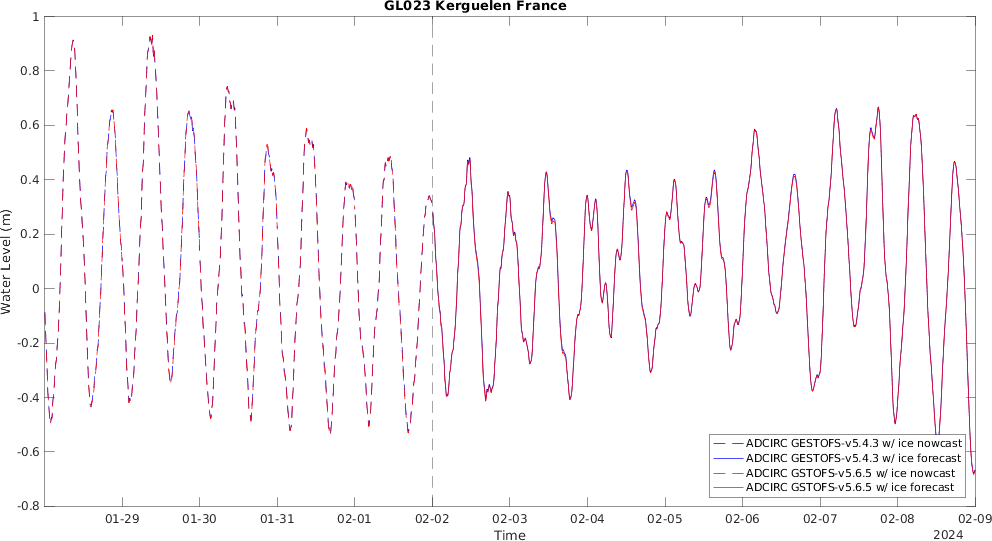 GL023 Kerguelen France
1
0.8
0.6
0.4
0.2
0
-0.2
-0.4
-0.6
-0.8
Water Level (m)
01-29 01-30 01-31 02-01 02-02 02-03 02-04 02-05 02-06 02-07 02-08 02-09
Time
2024
ADCIRC GESTOFS-v5.4.3 w/ ice nowcast
ADCIRC GESTOFS-v5.4.3 w/ ice forecast
ADCIRC GSTOFS-v5.6.5 w/ ice nowcast
ADCIRC GSTOFS-v5.6.5 w/ ice forecast